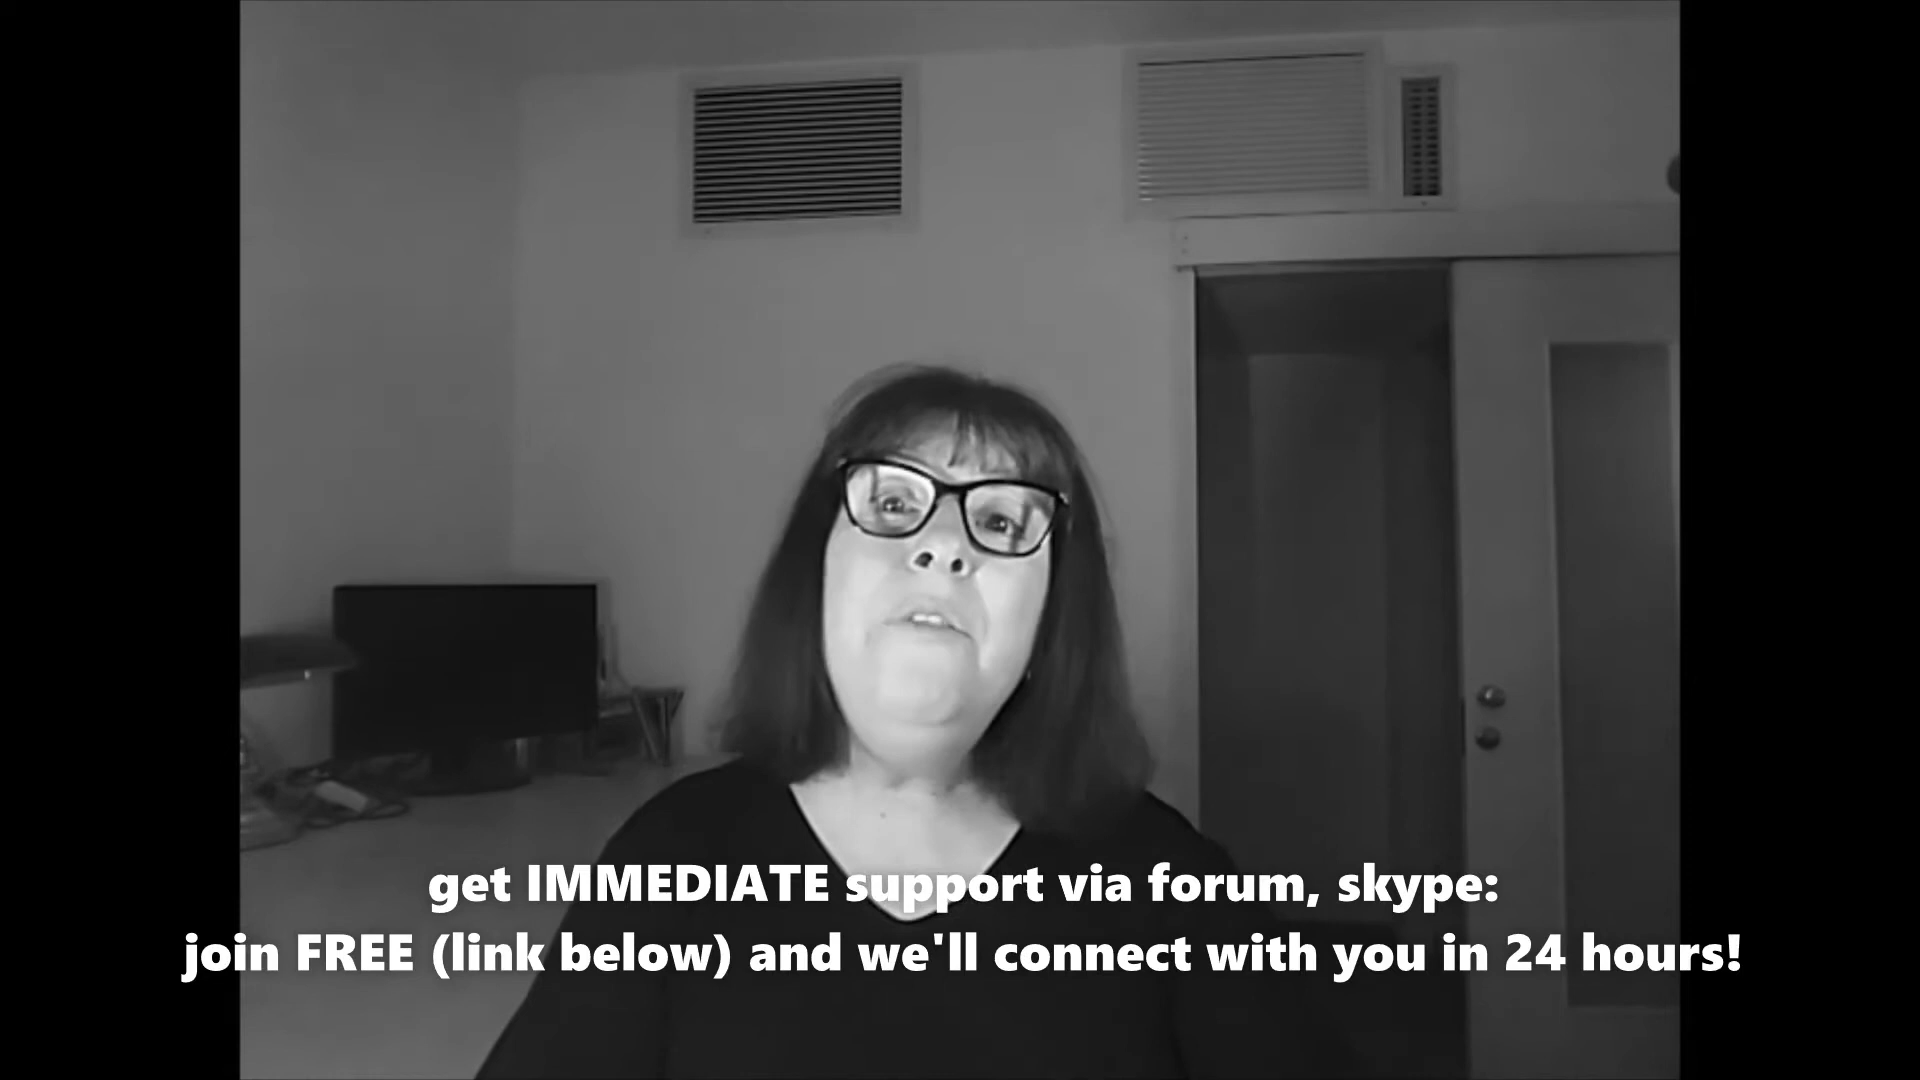 get IMMEDIATE support via forum, skype:
join FREE (link below) and we'll connect with you in 24 hours!